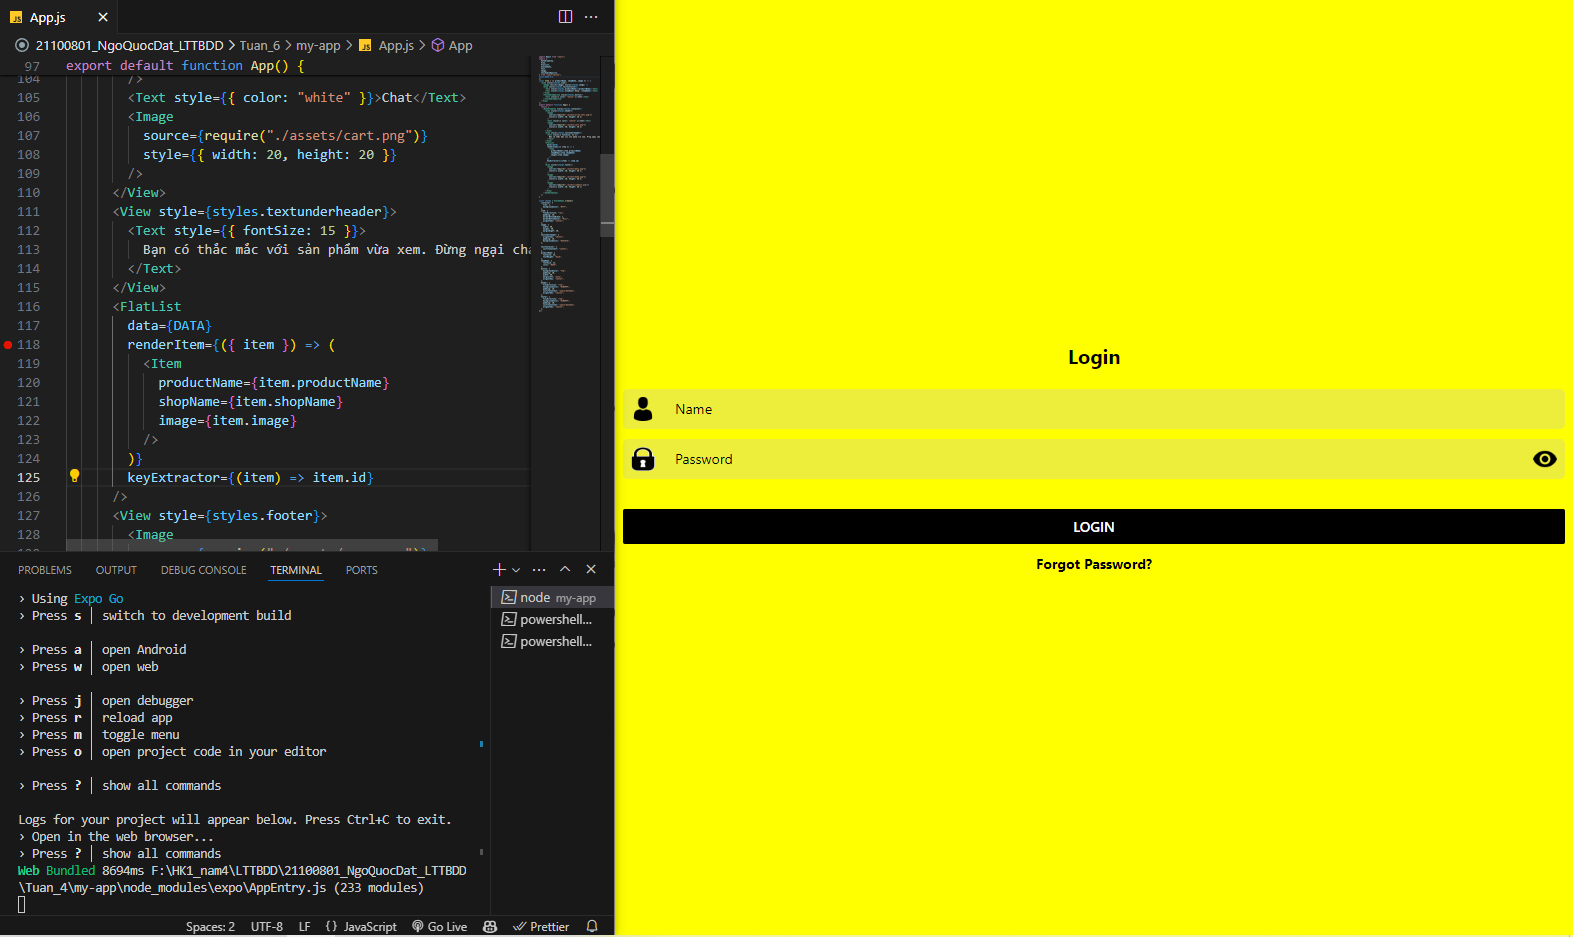 JS App.js
21100801_NgoQuocDat_LTTBDD > Tuan_6 > my-app > JS App.js > App
97 export default function App() {
104 />
105 <Text style={{ color: "white" }}>Chat</Text>
106 <Image
107 source={require("./assets/cart.png")}
108 style={{ width: 20, height: 20 }}
109 />
110 </View>
111 <View style={styles.textunderheader}>
112 <Text style={{ fontSize: 15 }}>
113 Bạn có thắc mắc với sản phẩm vừa xem. Đừng ngại
114 </Text>
115 </View>
116 <FlatList
117 data={DATA}
118 renderItem={({ item }) => (
119 <Item
120 productName={item.productName}
121 shopName={item.shopName}
122 image={item.image}
123 />
124 )}
125 keyExtractor={(item) => item.id}
126 />
127 <View style={styles.footer}>
128 <Image
PROBLEMS OUTPUT DEBUG CONSOLE TERMINAL PORTS
› Using Expo Go
› Press s │ switch to development build
› Press a │ open Android
› Press w │ open web
› Press j │ open debugger
› Press r │ reload app
› Press m │ toggle menu
› Press o │ open project code in your editor
› Press ? │ show all commands
Logs for your project will appear below. Press Ctrl+C to exit.
› Open in the web browser...
› Press ? │ show all commands
Web Bundled 8694ms F:\HK1_nam4\LTTBDD\21100801_NgoQuocDat_LTTBDD
\Tuan_4\my-app\node_modules\expo\AppEntry.js (233 modules)
node my-app
powershell...
powershell...
Spaces: 2 UTF-8 LF {} JavaScript Go Live Prettier
Login
Name
Password
LOGIN
Forgot Password?